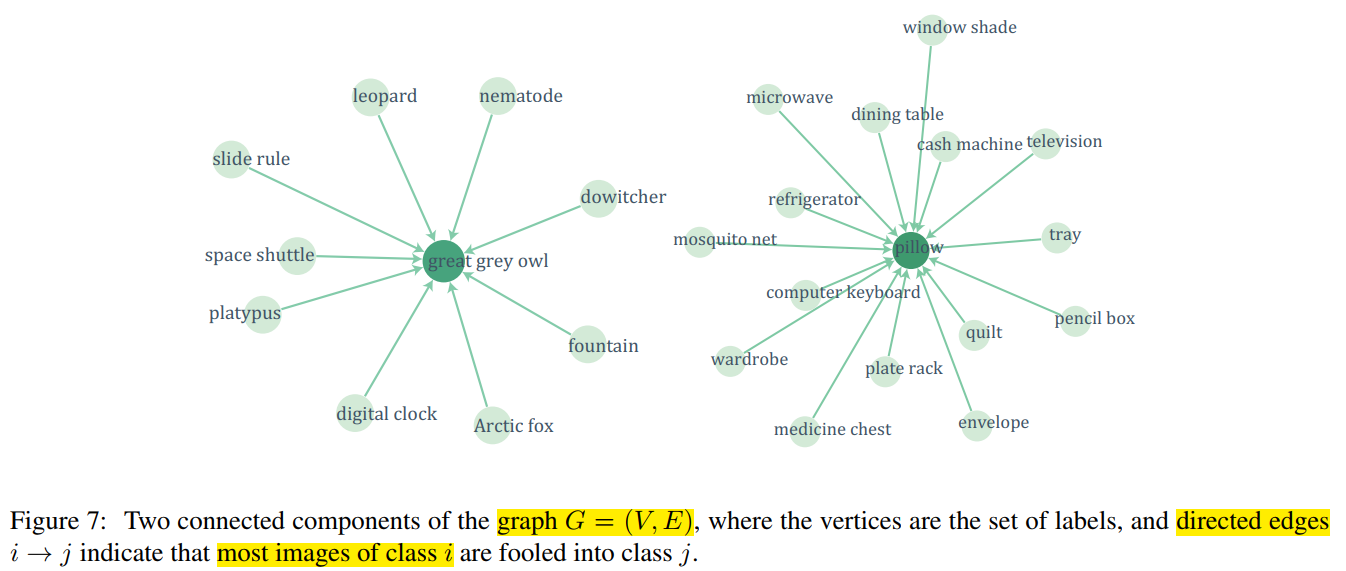 window shade
leopard
nematode
microwave
dining table
cash machine
television
slide rule
dowitcher
refrigerator
mosquito net
tray
pillow
space shuttle
great grey owl
computer keyboard
platypus
pencil box
fountain
quilt
wardrobe
plate rack
digital clock
Arctic fox
medicine chest
envelope
Figure 7: Two connected components of the graph G = (V, E), where the vertices are the set of labels, and directed edges
i → j indicate that most images of class i are fooled into class j.